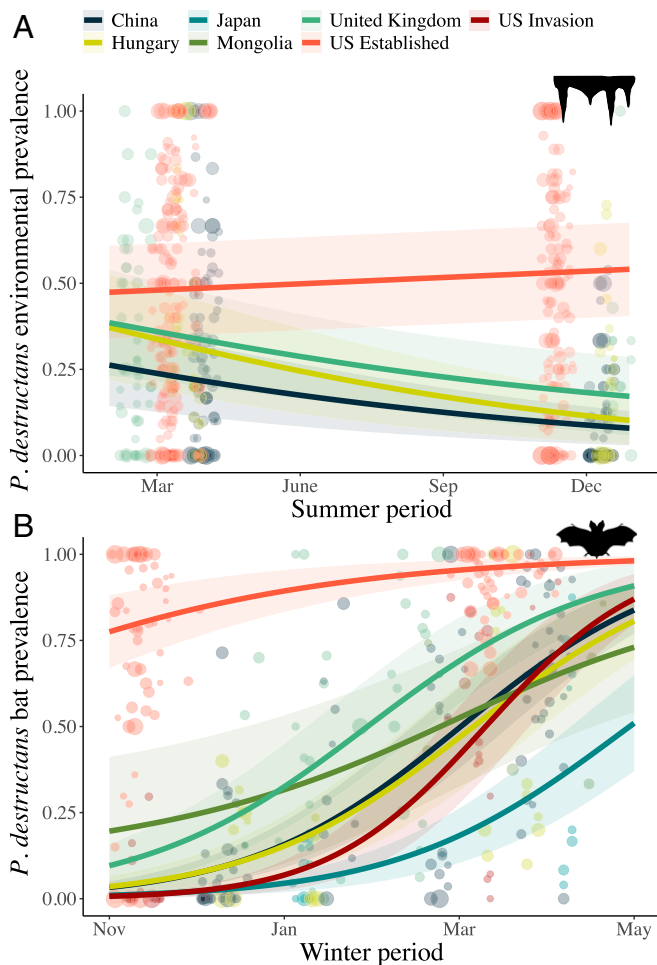 A
China
Japan
United Kingdom
US Invasion
Hungary
Mongolia
US Established
P. destructans environmental prevalence
1.00
0.75
0.50
0.25
0.00
Mar
June
Sep
Dec
Summer period
B
P. destructans bat prevalence
1.00
0.75
0.50
0.25
0.00
Nov
Jan
Mar
May
Winter period